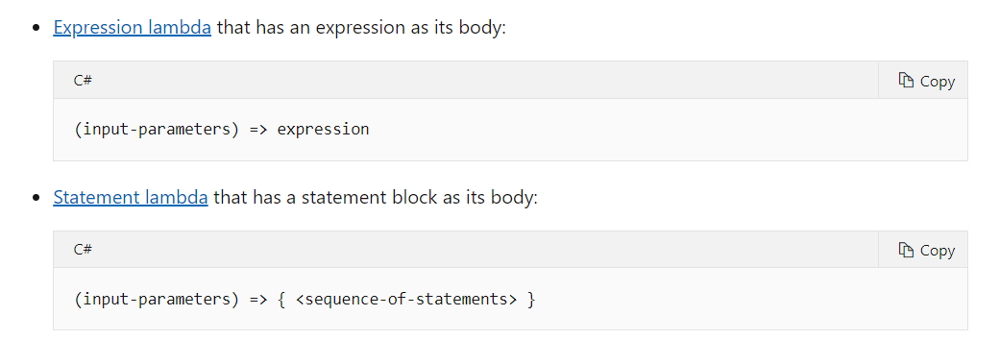 Expression lambda that has an expression as its body:
C#
Copy
(input-parameters) => expression
Statement lambda that has a statement block as its body:
C#
Copy
(input-parameters) => { <sequence-of-statements> }